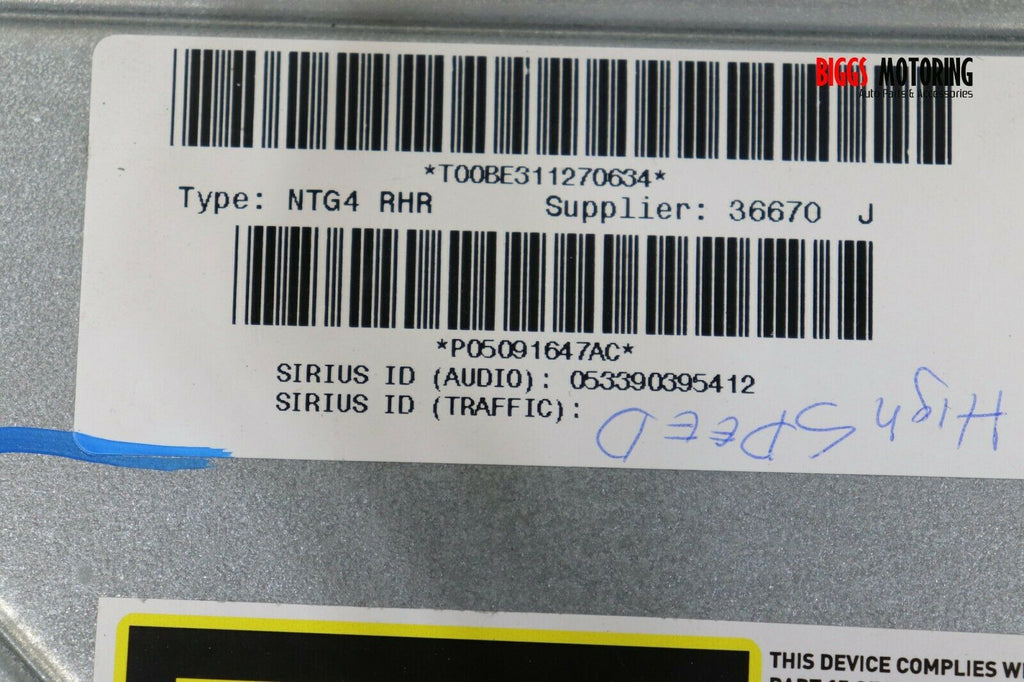 BIGGS MOTORING
Auto Parts & Accessories
*T00BE311270634*
Type: NTG4 RHR Supplier: 36670 J
*P05091647AC*
SIRIUS ID (AUDIO): 053390395412
SIRIUS ID (TRAFFIC):
High SPEED
THIS DEVICE COMPLIES